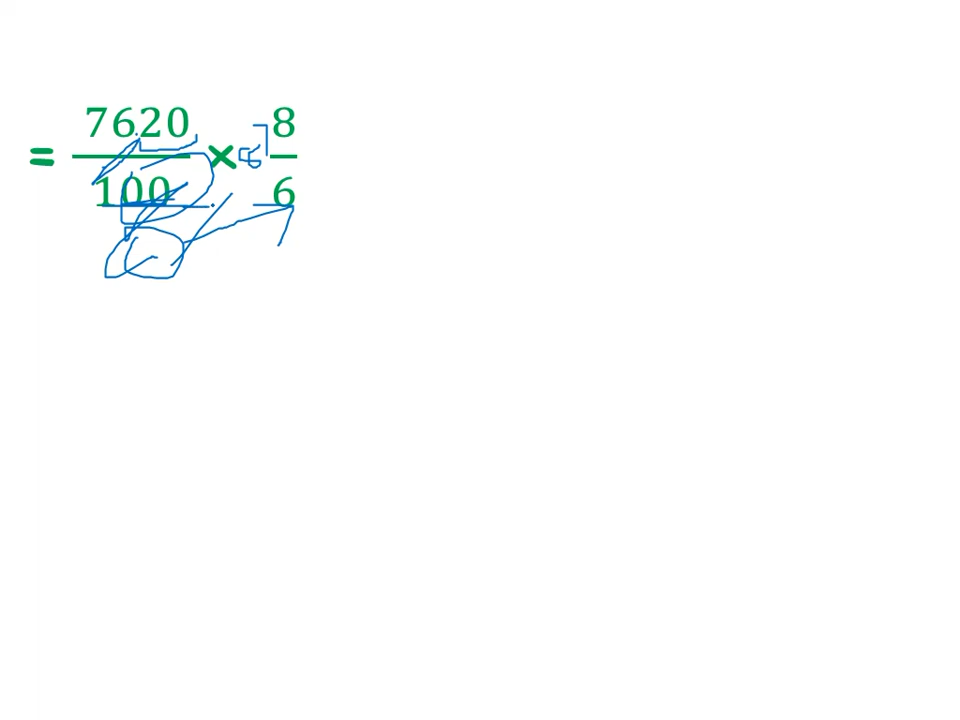 = 7620/100 × 8/6